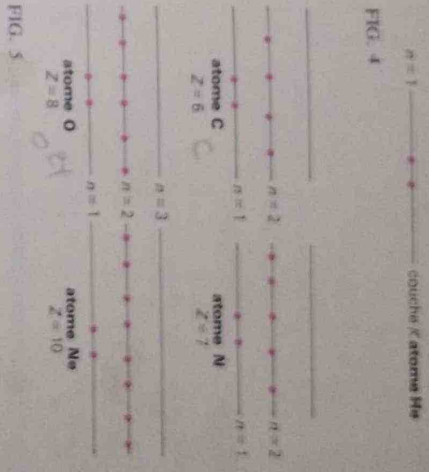 n = 1 couche K atome He
FIG. 4
n = 2 n = 2
n = 1 n = 1
atome C atome N
Z = 6 Z = 7
C
n = 3
n = 2
n = 1
atome O atome Ne
Z = 8 Z = 10
FIG. 5